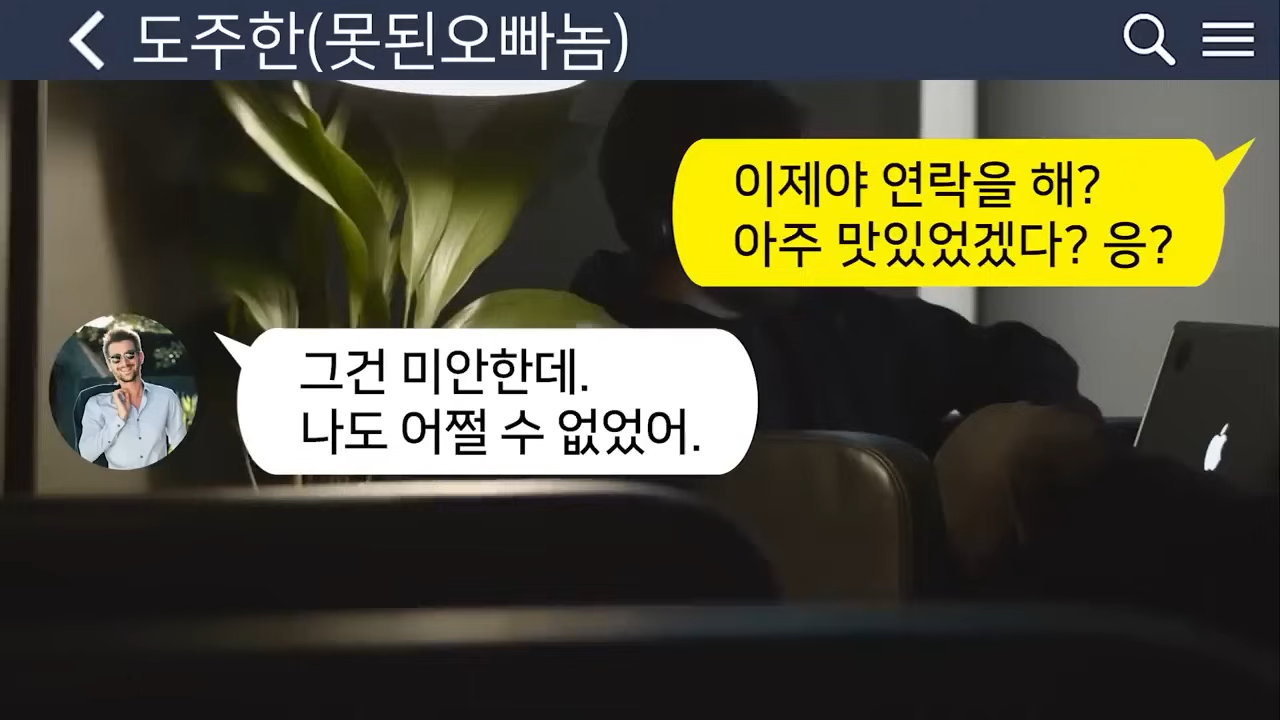 도주한(못된오빠놈)
이제야 연락을 해?
아주 맛있었겠다? 응?
그건 미안한데.
나도 어쩔 수 없었어.